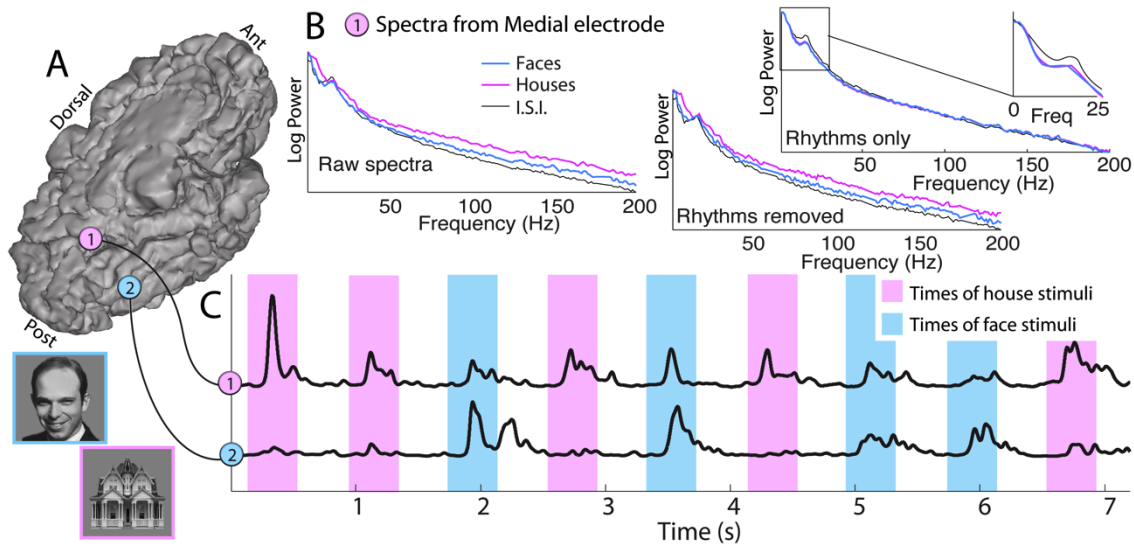 A
Ant
Dorsal
Post
1
2
B
1 Spectra from Medial electrode
Faces
Houses
I.S.I.
Log Power
Raw spectra
50 100 150 200
Frequency (Hz)
Log Power
Rhythms removed
50 100 150 200
Frequency (Hz)
Log Power
Rhythms only
50 100 150 200
Frequency (Hz)
0 25
Freq
C
Times of house stimuli
Times of face stimuli
1
2
1 2 3 4 5 6 7
Time (s)